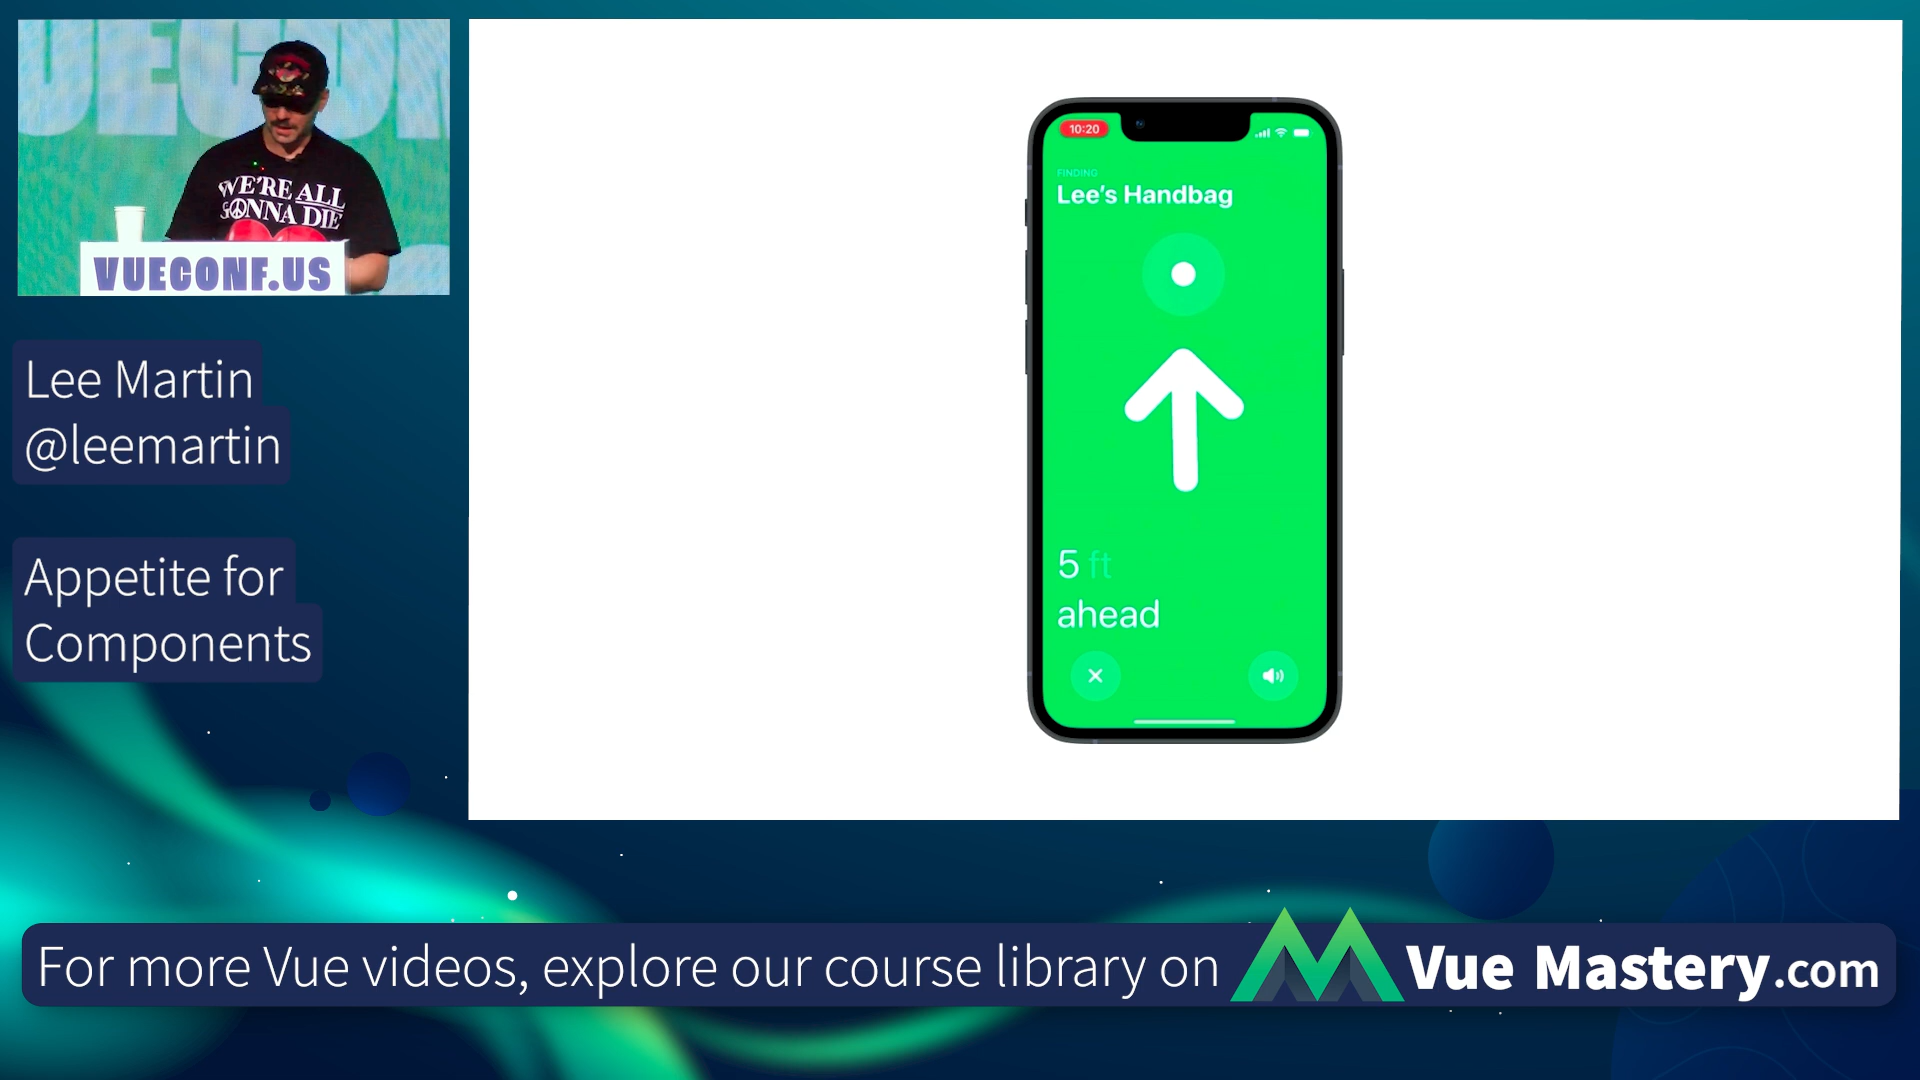 UECON
WE'RE ALL
GONNA DIE
VUECONF.US
Lee Martin
@leemartin
Appetite for
Components
10:20
FINDING
Lee's Handbag
5 ft
ahead
For more Vue videos, explore our course library on Vue Mastery.com